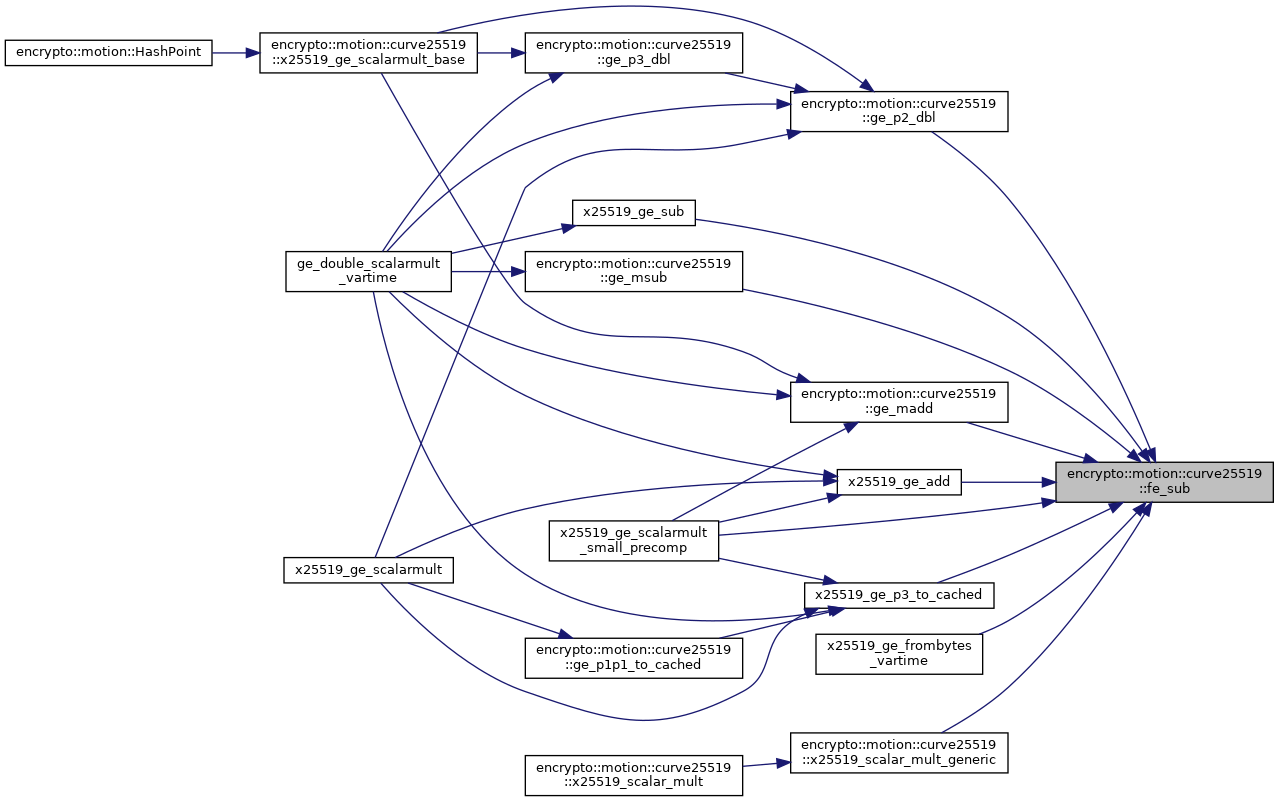 encrypto::motion::HashPoint
encrypto::motion::curve25519
::x25519_ge_scalarmult_base
encrypto::motion::curve25519
::ge_p3_dbl
encrypto::motion::curve25519
::ge_p2_dbl
x25519_ge_sub
ge_double_scalarmult
_vartime
encrypto::motion::curve25519
::ge_msub
encrypto::motion::curve25519
::ge_madd
x25519_ge_add
encrypto::motion::curve25519
::fe_sub
x25519_ge_scalarmult
_small_precomp
x25519_ge_scalarmult
x25519_ge_p3_to_cached
encrypto::motion::curve25519
::ge_p1p1_to_cached
x25519_ge_frombytes
_vartime
encrypto::motion::curve25519
::x25519_scalar_mult_generic
encrypto::motion::curve25519
::x25519_scalar_mult